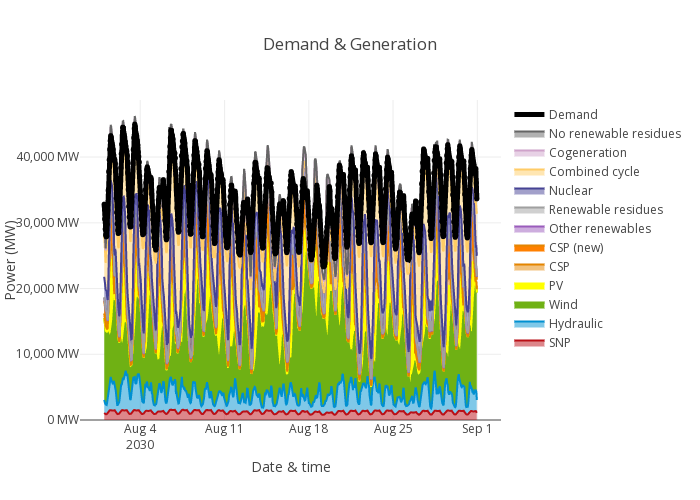 Demand & Generation
Demand
No renewable residues
Cogeneration
Combined cycle
Nuclear
Renewable residues
Other renewables
CSP (new)
CSP
PV
Wind
Hydraulic
SNP
40,000 MW
30,000 MW
20,000 MW
10,000 MW
0 MW
Power (MW)
Aug 4
2030
Aug 11
Aug 18
Aug 25
Sep 1
Date & time